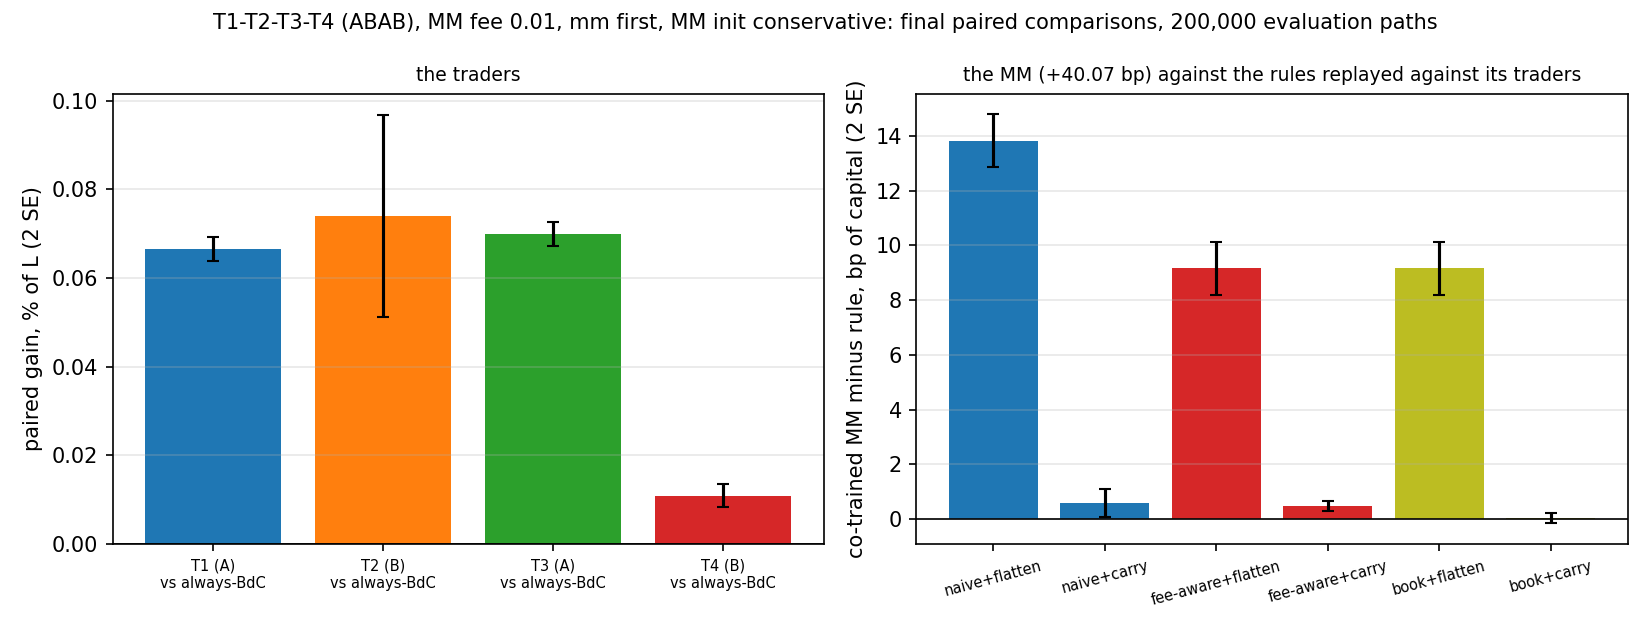 T1-T2-T3-T4 (ABAB), MM fee 0.01, mm first, MM init conservative: final paired comparisons, 200,000 evaluation paths
the traders
paired gain, % of L (2 SE)
0.10
0.08
0.06
0.04
0.02
0.00
T1 (A)
vs always-BdC
T2 (B)
vs always-BdC
T3 (A)
vs always-BdC
T4 (B)
vs always-BdC
the MM (+40.07 bp) against the rules replayed against its traders
co-trained MM minus rule, bp of capital (2 SE)
14
12
10
8
6
4
2
0
naive+flatten
naive+carry
fee-aware+flatten
fee-aware+carry
book+flatten
book+carry